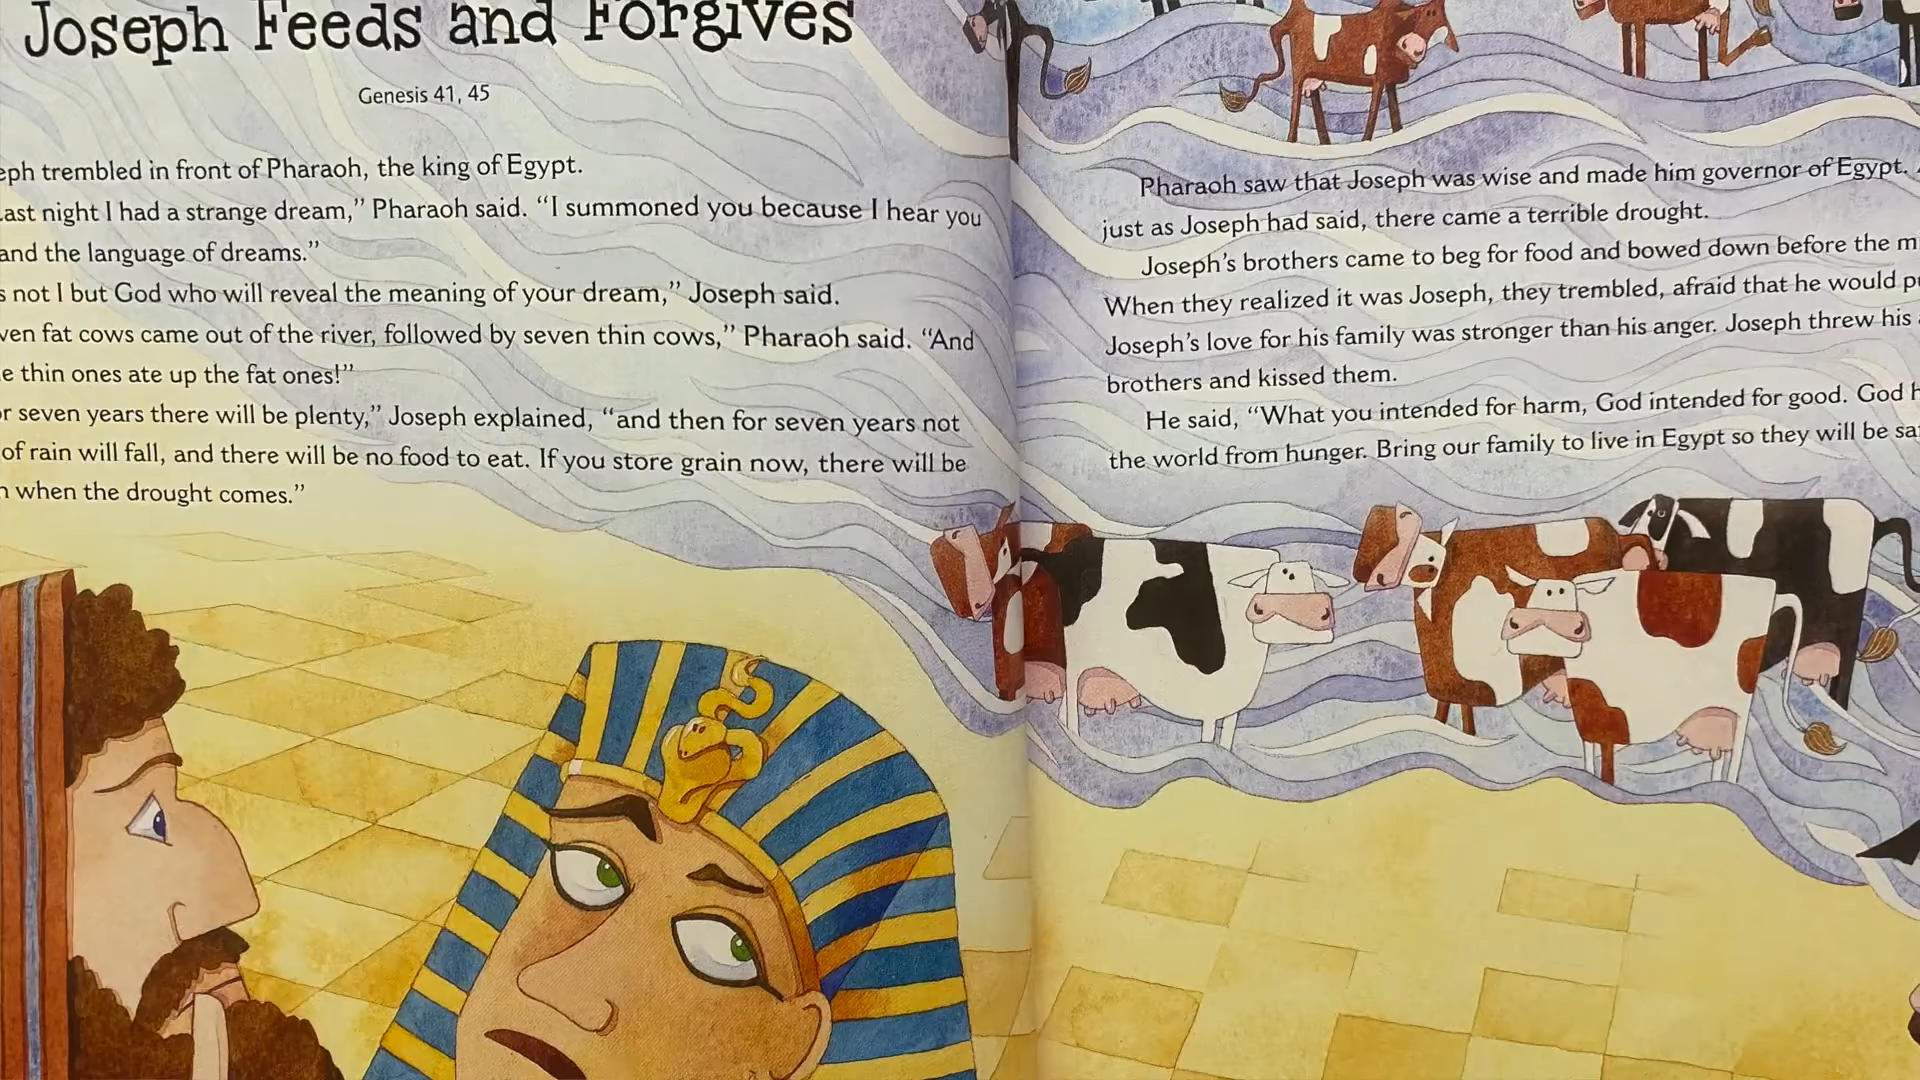 Joseph Feeds and Forgives
Genesis 41, 45
eph trembled in front of Pharaoh, the king of Egypt.
ast night I had a strange dream,” Pharaoh said. “I summoned you because I hear you
and the language of dreams.”
s not I but God who will reveal the meaning of your dream,” Joseph said.
ven fat cows came out of the river, followed by seven thin cows,” Pharaoh said. “And
e thin ones ate up the fat ones!”
r seven years there will be plenty,” Joseph explained, “and then for seven years not
of rain will fall, and there will be no food to eat. If you store grain now, there will be
when the drought comes.”
Pharaoh saw that Joseph was wise and made him governor of Egypt.
just as Joseph had said, there came a terrible drought.
Joseph’s brothers came to beg for food and bowed down before the m
When they realized it was Joseph, they trembled, afraid that he would p
Joseph’s love for his family was stronger than his anger. Joseph threw his
brothers and kissed them.
He said, “What you intended for harm, God intended for good. God h
the world from hunger. Bring our family to live in Egypt so they will be sa